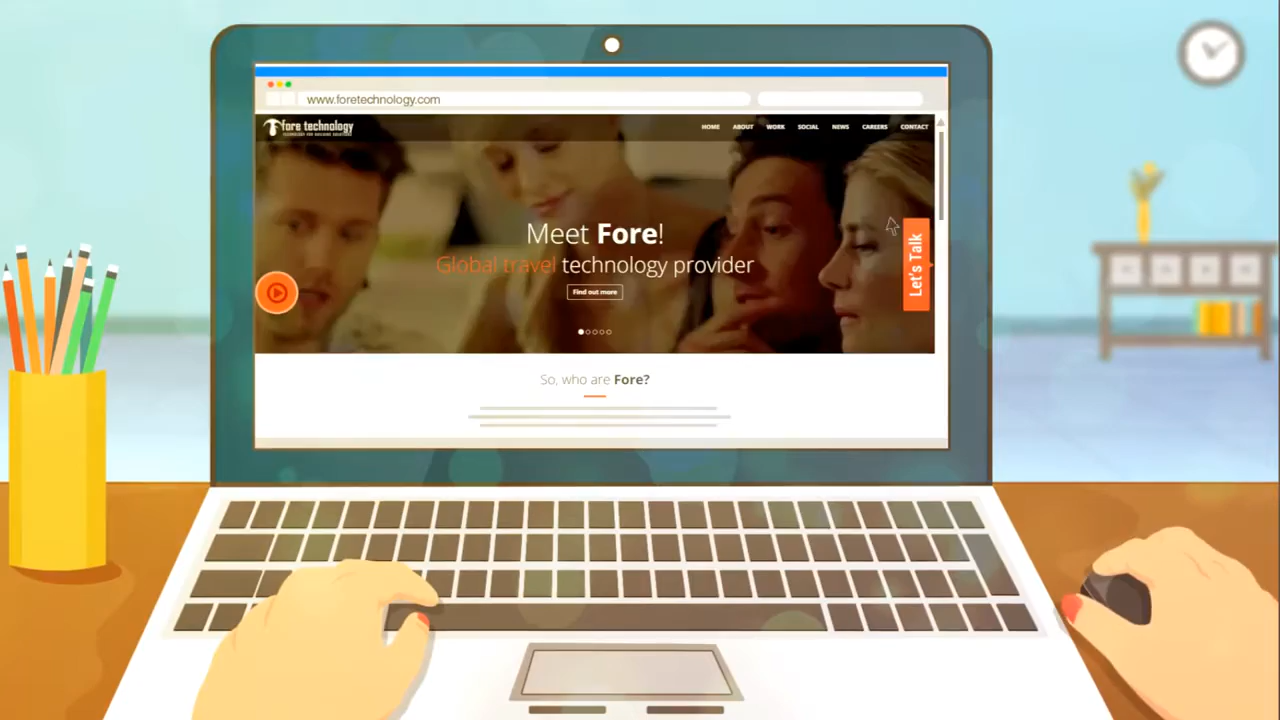 www.foretechnology.com
fore technology
HOME ABOUT WORK SOCIAL NEWS CAREERS CONTACT
Meet Fore!
Global travel technology provider
Find out more
Let's Talk
So, who are Fore?